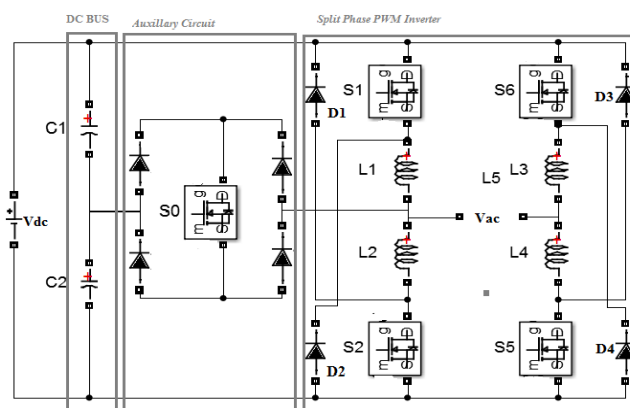 DC BUS
Auxillary Circuit
Split Phase PWM Inverter
S1
g
D
m
S
S6
g
D
m
S
D1
D3
C1
L1
L5
L3
+
Vdc
S0
g
D
m
S
Vac
C2
L2
L4
S2
g
D
m
S
S5
g
D
m
S
D2
D4